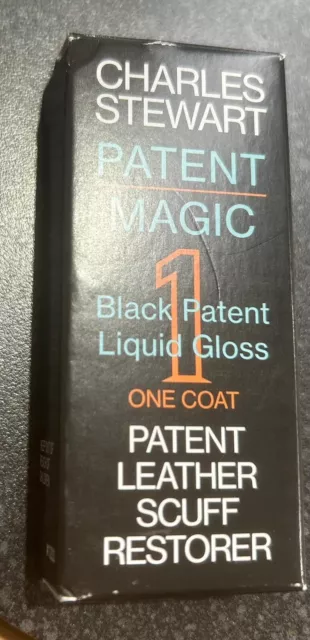 CHARLES
STEWART
PATENT
MAGIC
1
Black Patent
Liquid Gloss
ONE COAT
PATENT
LEATHER
SCUFF
RESTORER